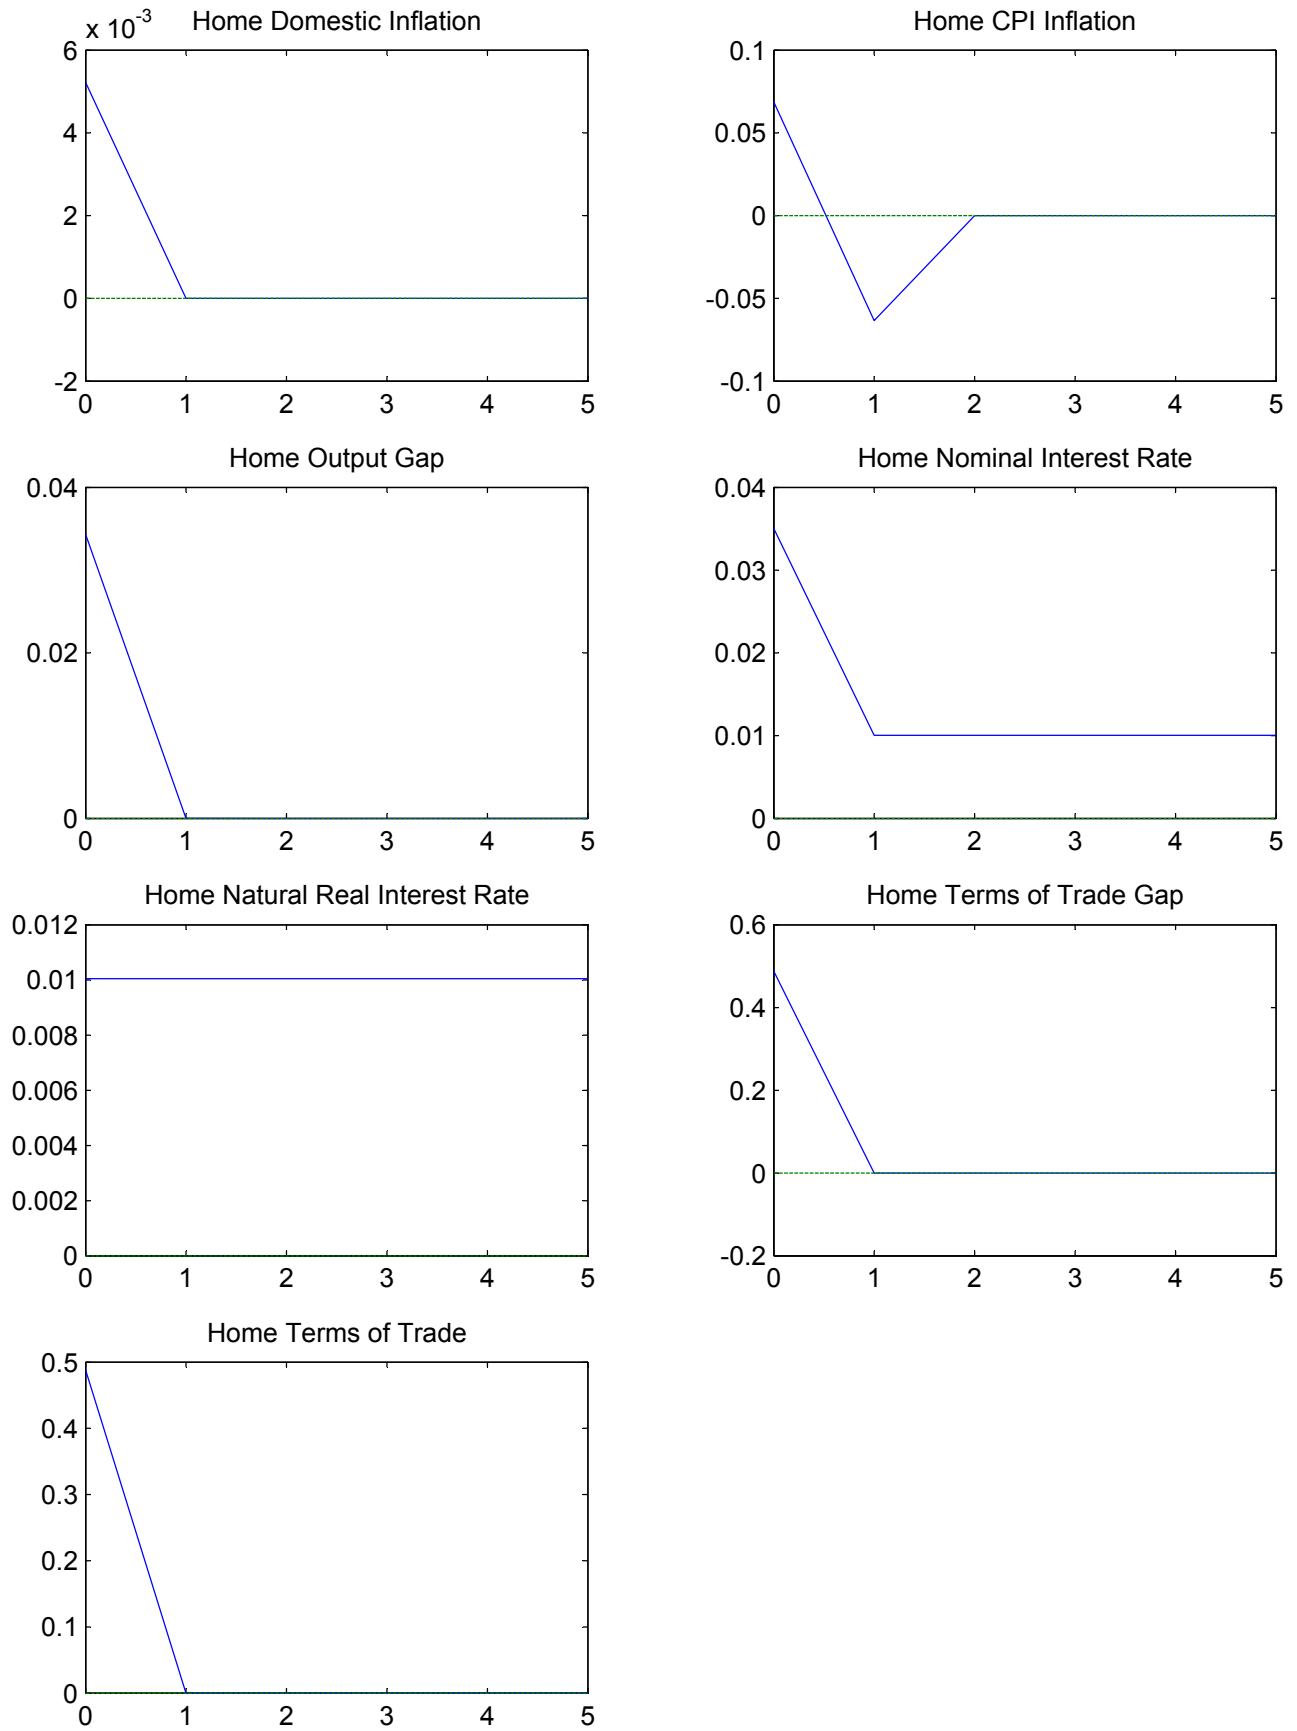 x 10-3
Home Domestic Inflation
6
4
2
0
-2
0 1 2 3 4 5
Home CPI Inflation
0.1
0.05
0
-0.05
-0.1
0 1 2 3 4 5
Home Output Gap
0.04
0.02
0
0 1 2 3 4 5
Home Nominal Interest Rate
0.04
0.03
0.02
0.01
0
0 1 2 3 4 5
Home Natural Real Interest Rate
0.012
0.01
0.008
0.006
0.004
0.002
0
0 1 2 3 4 5
Home Terms of Trade Gap
0.6
0.4
0.2
0
-0.2
0 1 2 3 4 5
Home Terms of Trade
0.5
0.4
0.3
0.2
0.1
0
0 1 2 3 4 5